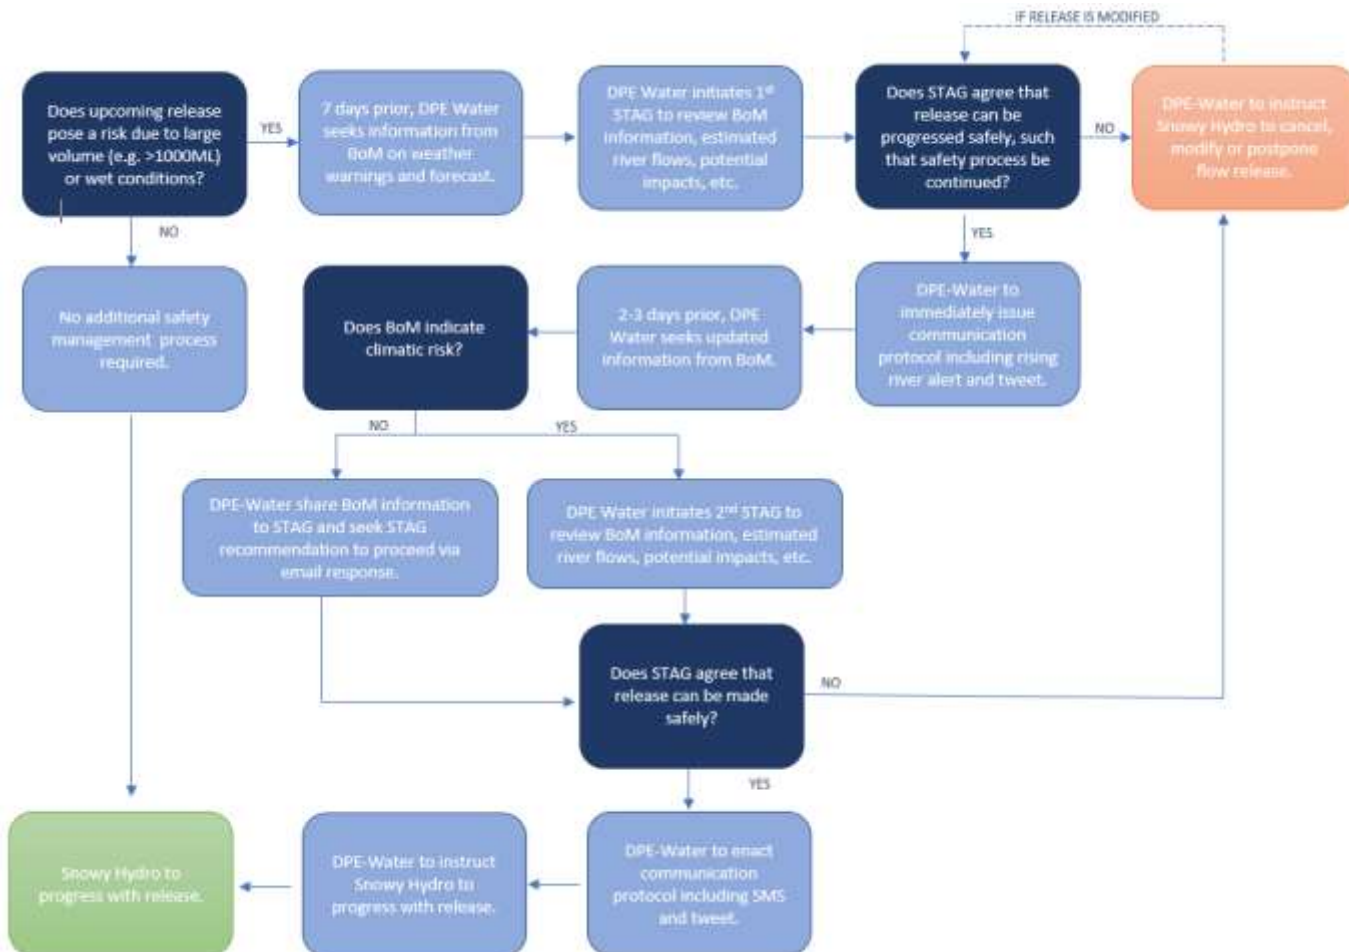 IF RELEASE IS MODIFIED
Does upcoming release
pose a risk due to large
volume (e.g. >1000ML)
or wet conditions?
YES
7 days prior, DPE Water
seeks information from
BoM on weather
warnings and forecast.
DPE Water initiates 1st
STAG to review BoM
information, estimated
river flows, potential
impacts, etc.
Does STAG agree that
release can be
progressed safely, such
that safety process be
continued?
NO
DPE-Water to instruct
Snowy Hydro to cancel,
modify or postpone
flow release.
NO
YES
No additional safety
management process
required.
Does BoM indicate
climatic risk?
2-3 days prior, DPE
Water seeks updated
information from BoM.
DPE-Water to
immediately issue
communication
protocol including rising
river alert and tweet.
NO
YES
DPE-Water share BoM information
to STAG and seek STAG
recommendation to proceed via
email response.
DPE Water initiates 2nd STAG to
review BoM information, estimated
river flows, potential impacts, etc.
Does STAG agree that
release can be made
safely?
NO
YES
Snowy Hydro to
progress with release.
DPE-Water to instruct
Snowy Hydro to
progress with release.
DPE-Water to enact
communication
protocol including SMS
and tweet.